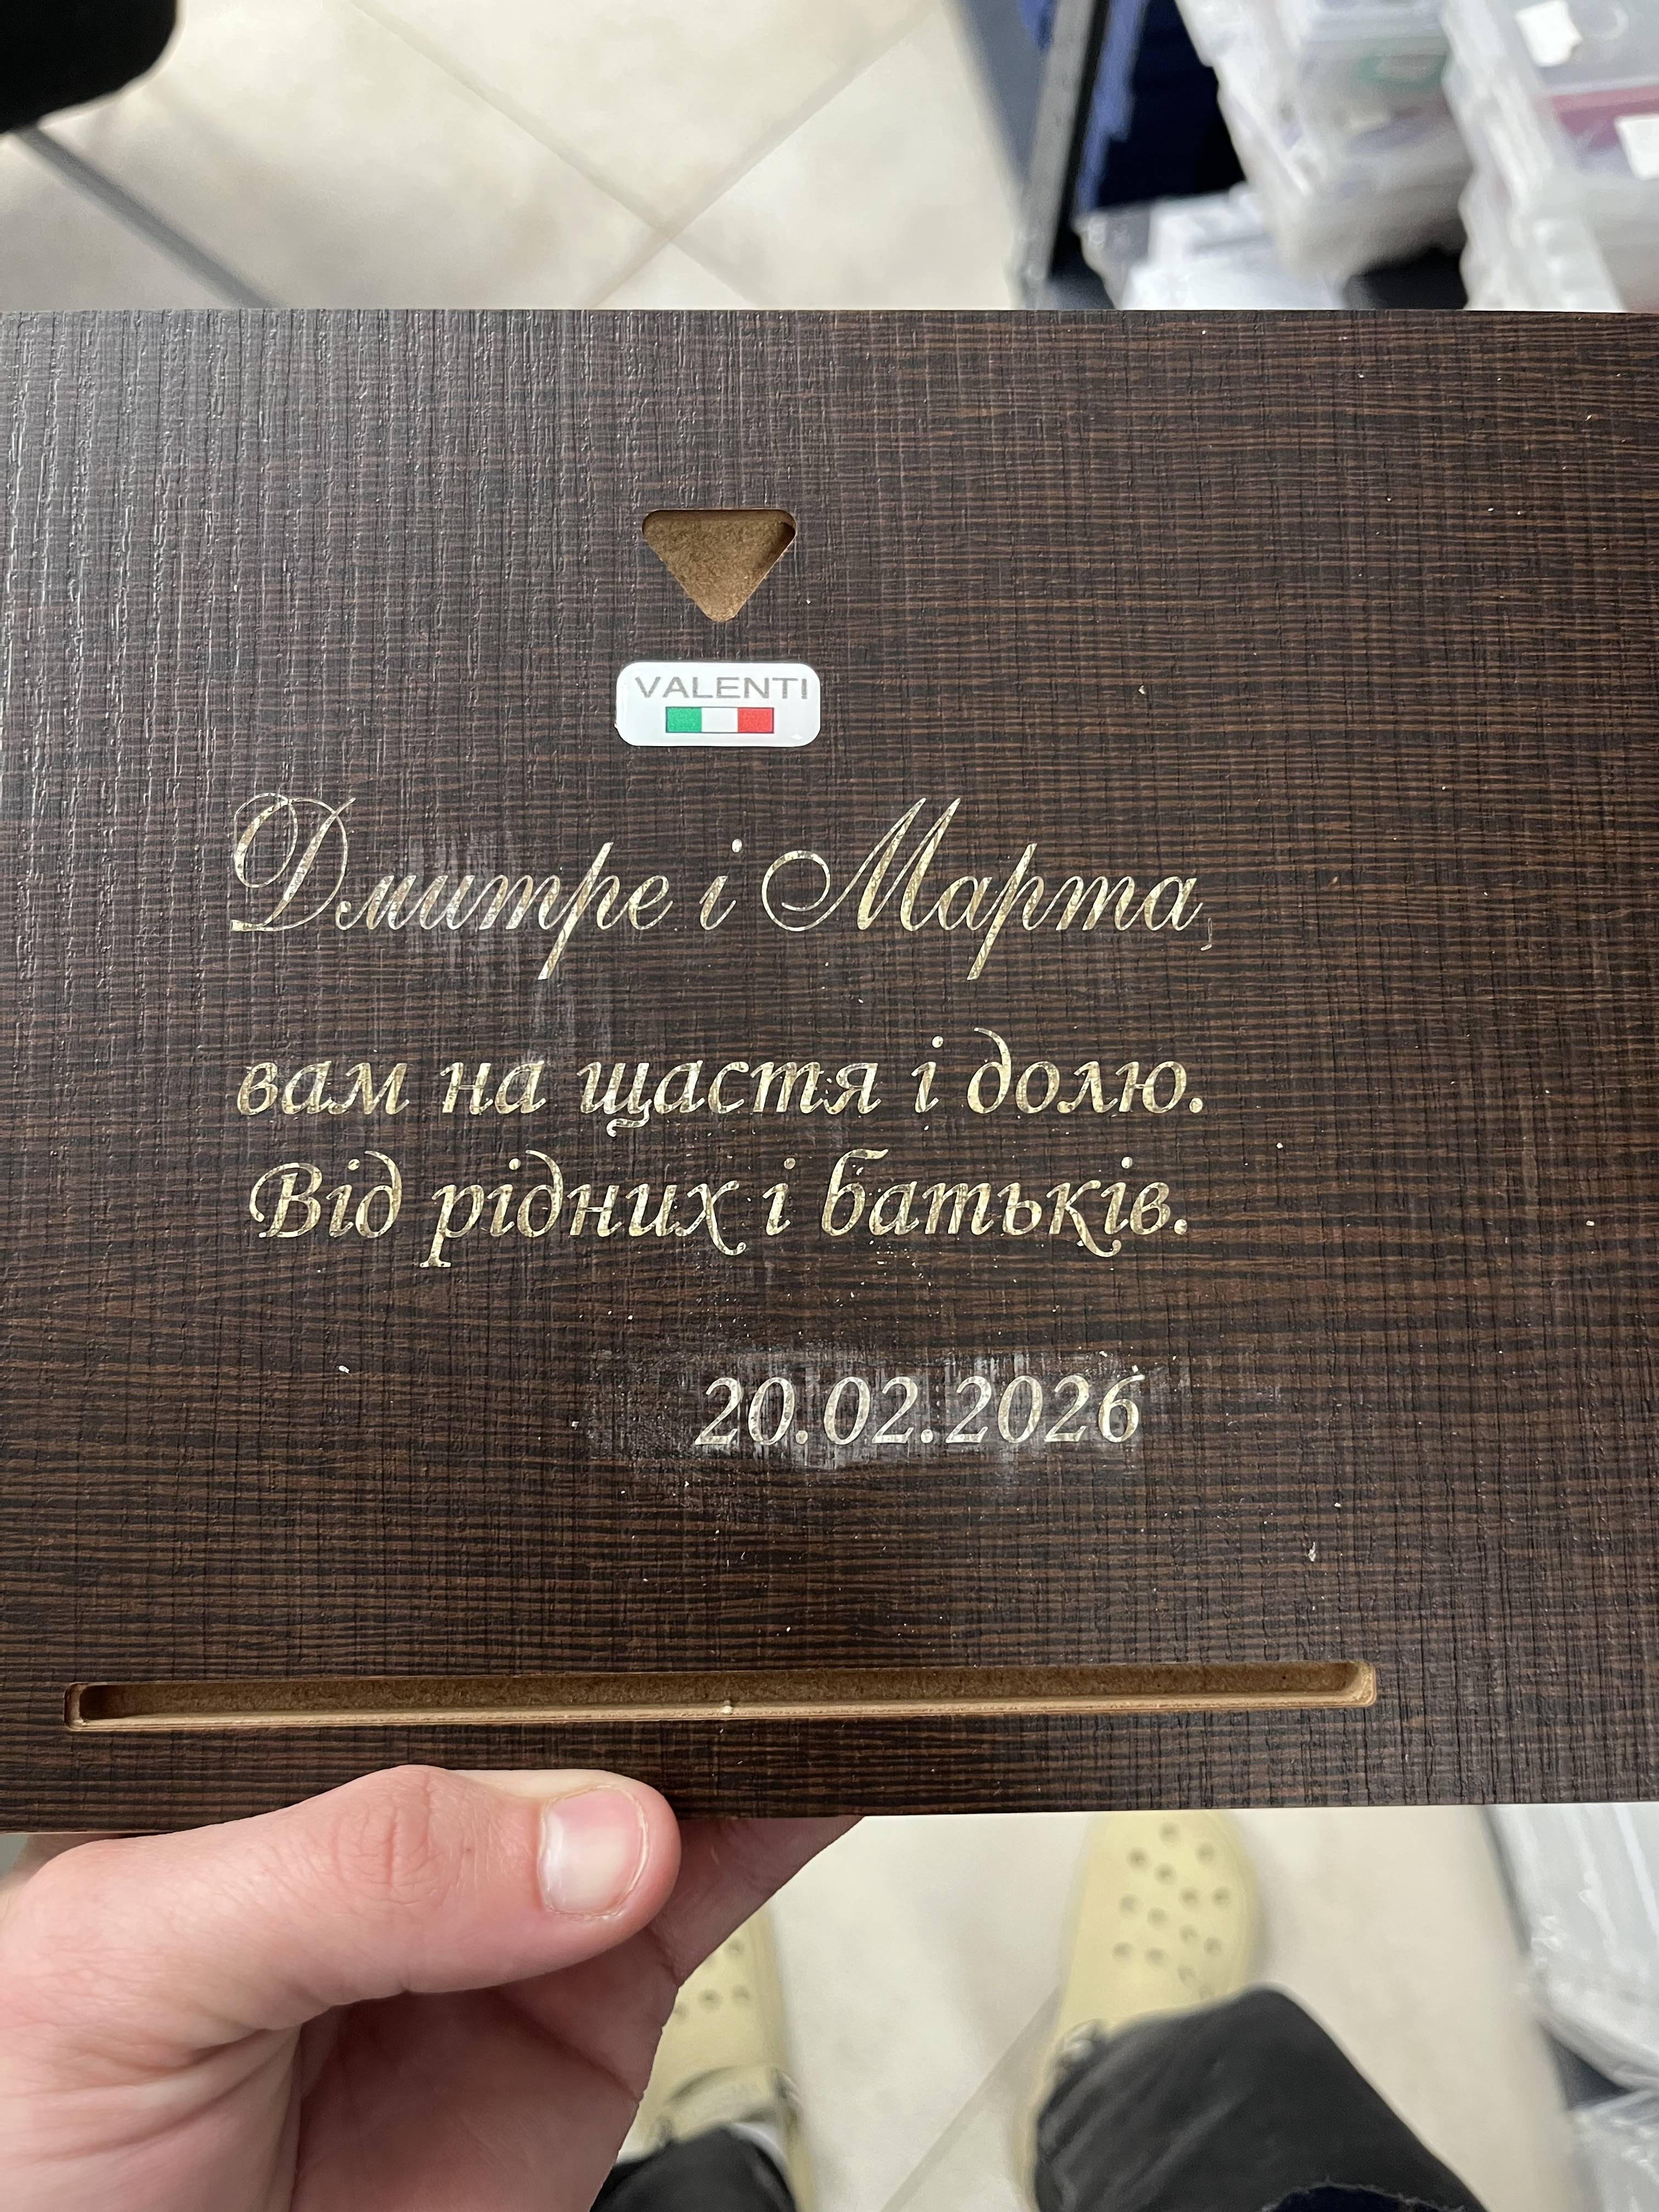 VALENTI
Дмитре і Марта,
вам на щастя і долю.
Від рідних і батьків.
20.02.2026